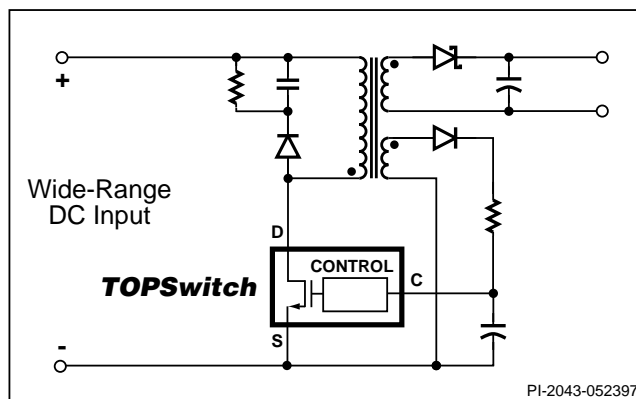 +
Wide-Range
DC Input
D
CONTROL
C
TOPSwitch
S
-
PI-2043-052397